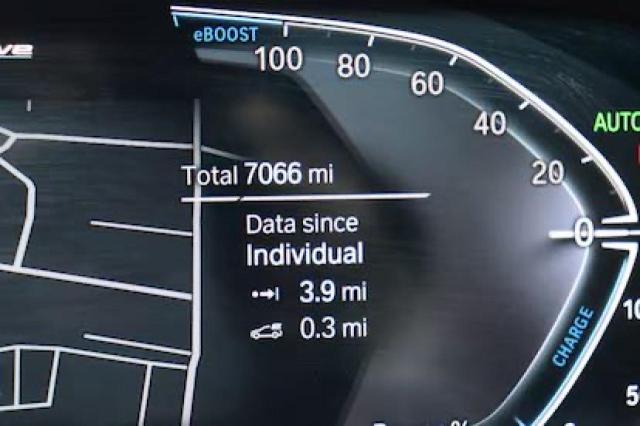 eBOOST
100
80
60
40
AUTO
20
Total 7066 mi
Data since
0
Individual
3.9 mi
0.3 mi
CHARGE